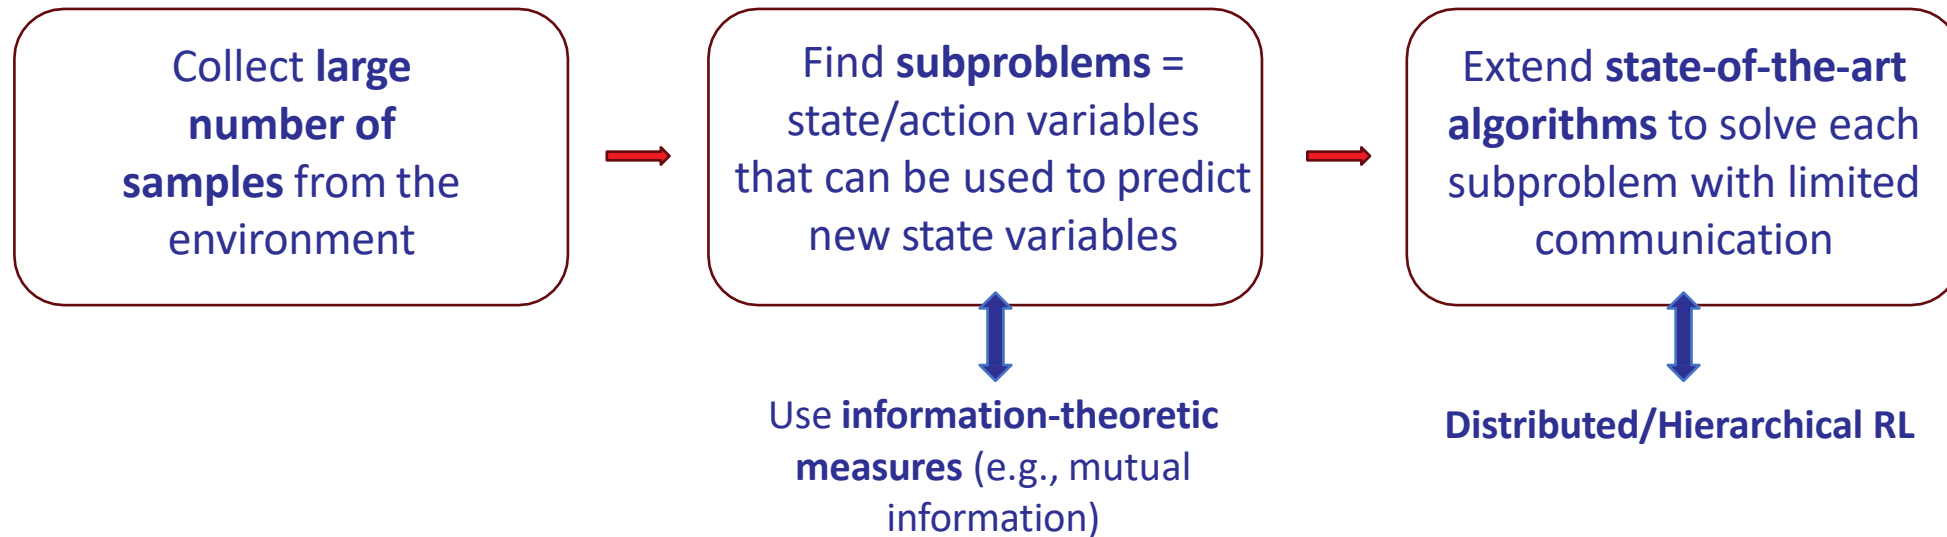 Collect large
number of
samples from the
environment
Find subproblems =
state/action variables
that can be used to predict
new state variables
Use information-theoretic
measures (e.g., mutual
information)
Extend state-of-the-art
algorithms to solve each
subproblem with limited
communication
Distributed/Hierarchical RL